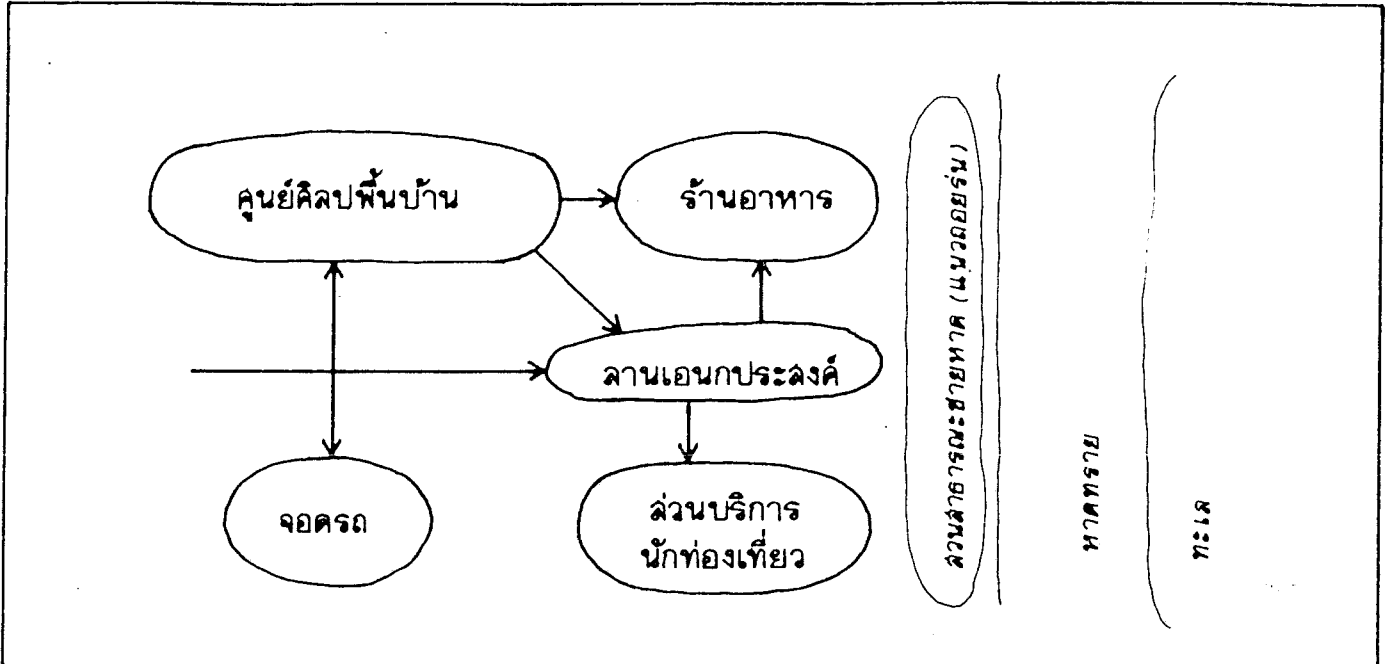 ศูนย์ศิลปพื้นบ้าน
ร้านอาหาร
ลานเอนกประสงค์
จอดรถ
ส่วนบริการ
นักท่องเที่ยว
สวนสาธารณะชายหาด (แนวถอยร่น)
หาดทราย
ทะเล